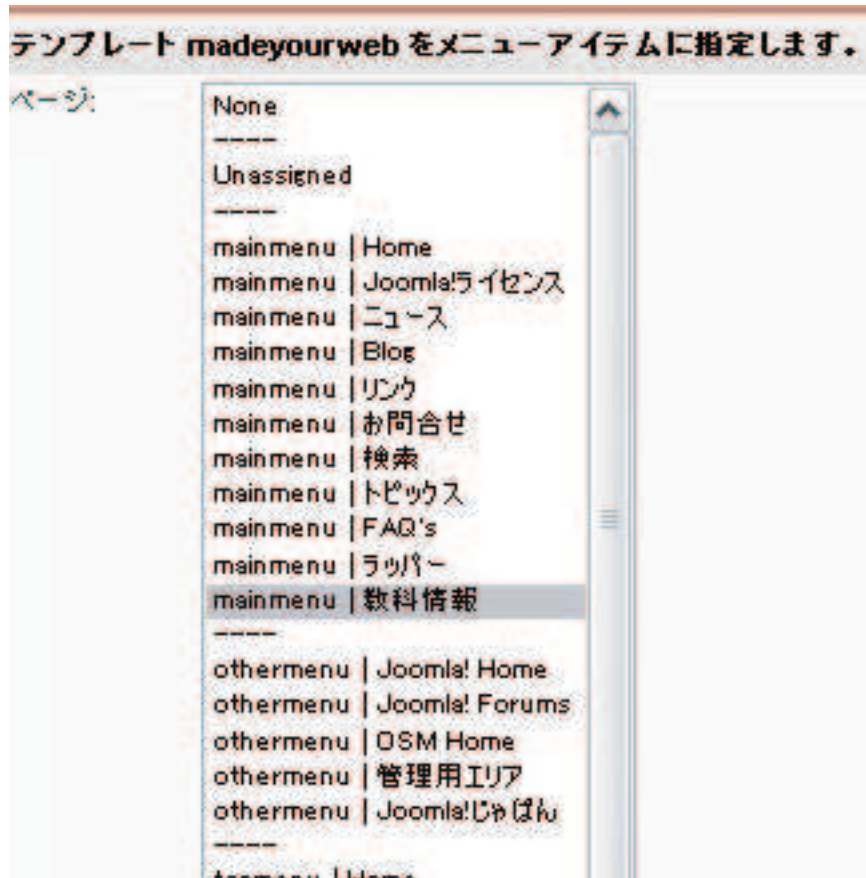 テンプレート madeyourweb をメニューアイテムに指定します。
ページ:
None
----
Unassigned
----
mainmenu | Home
mainmenu | Joomla!ライセンス
mainmenu | ニュース
mainmenu | Blog
mainmenu | リンク
mainmenu | お問合せ
mainmenu | 検索
mainmenu | トピックス
mainmenu | FAQ's
mainmenu | ラッパー
mainmenu | 数科情報
----
othermenu | Joomla! Home
othermenu | Joomla! Forums
othermenu | OSM Home
othermenu | 管理用エリア
othermenu | Joomla!じゃぱん
----